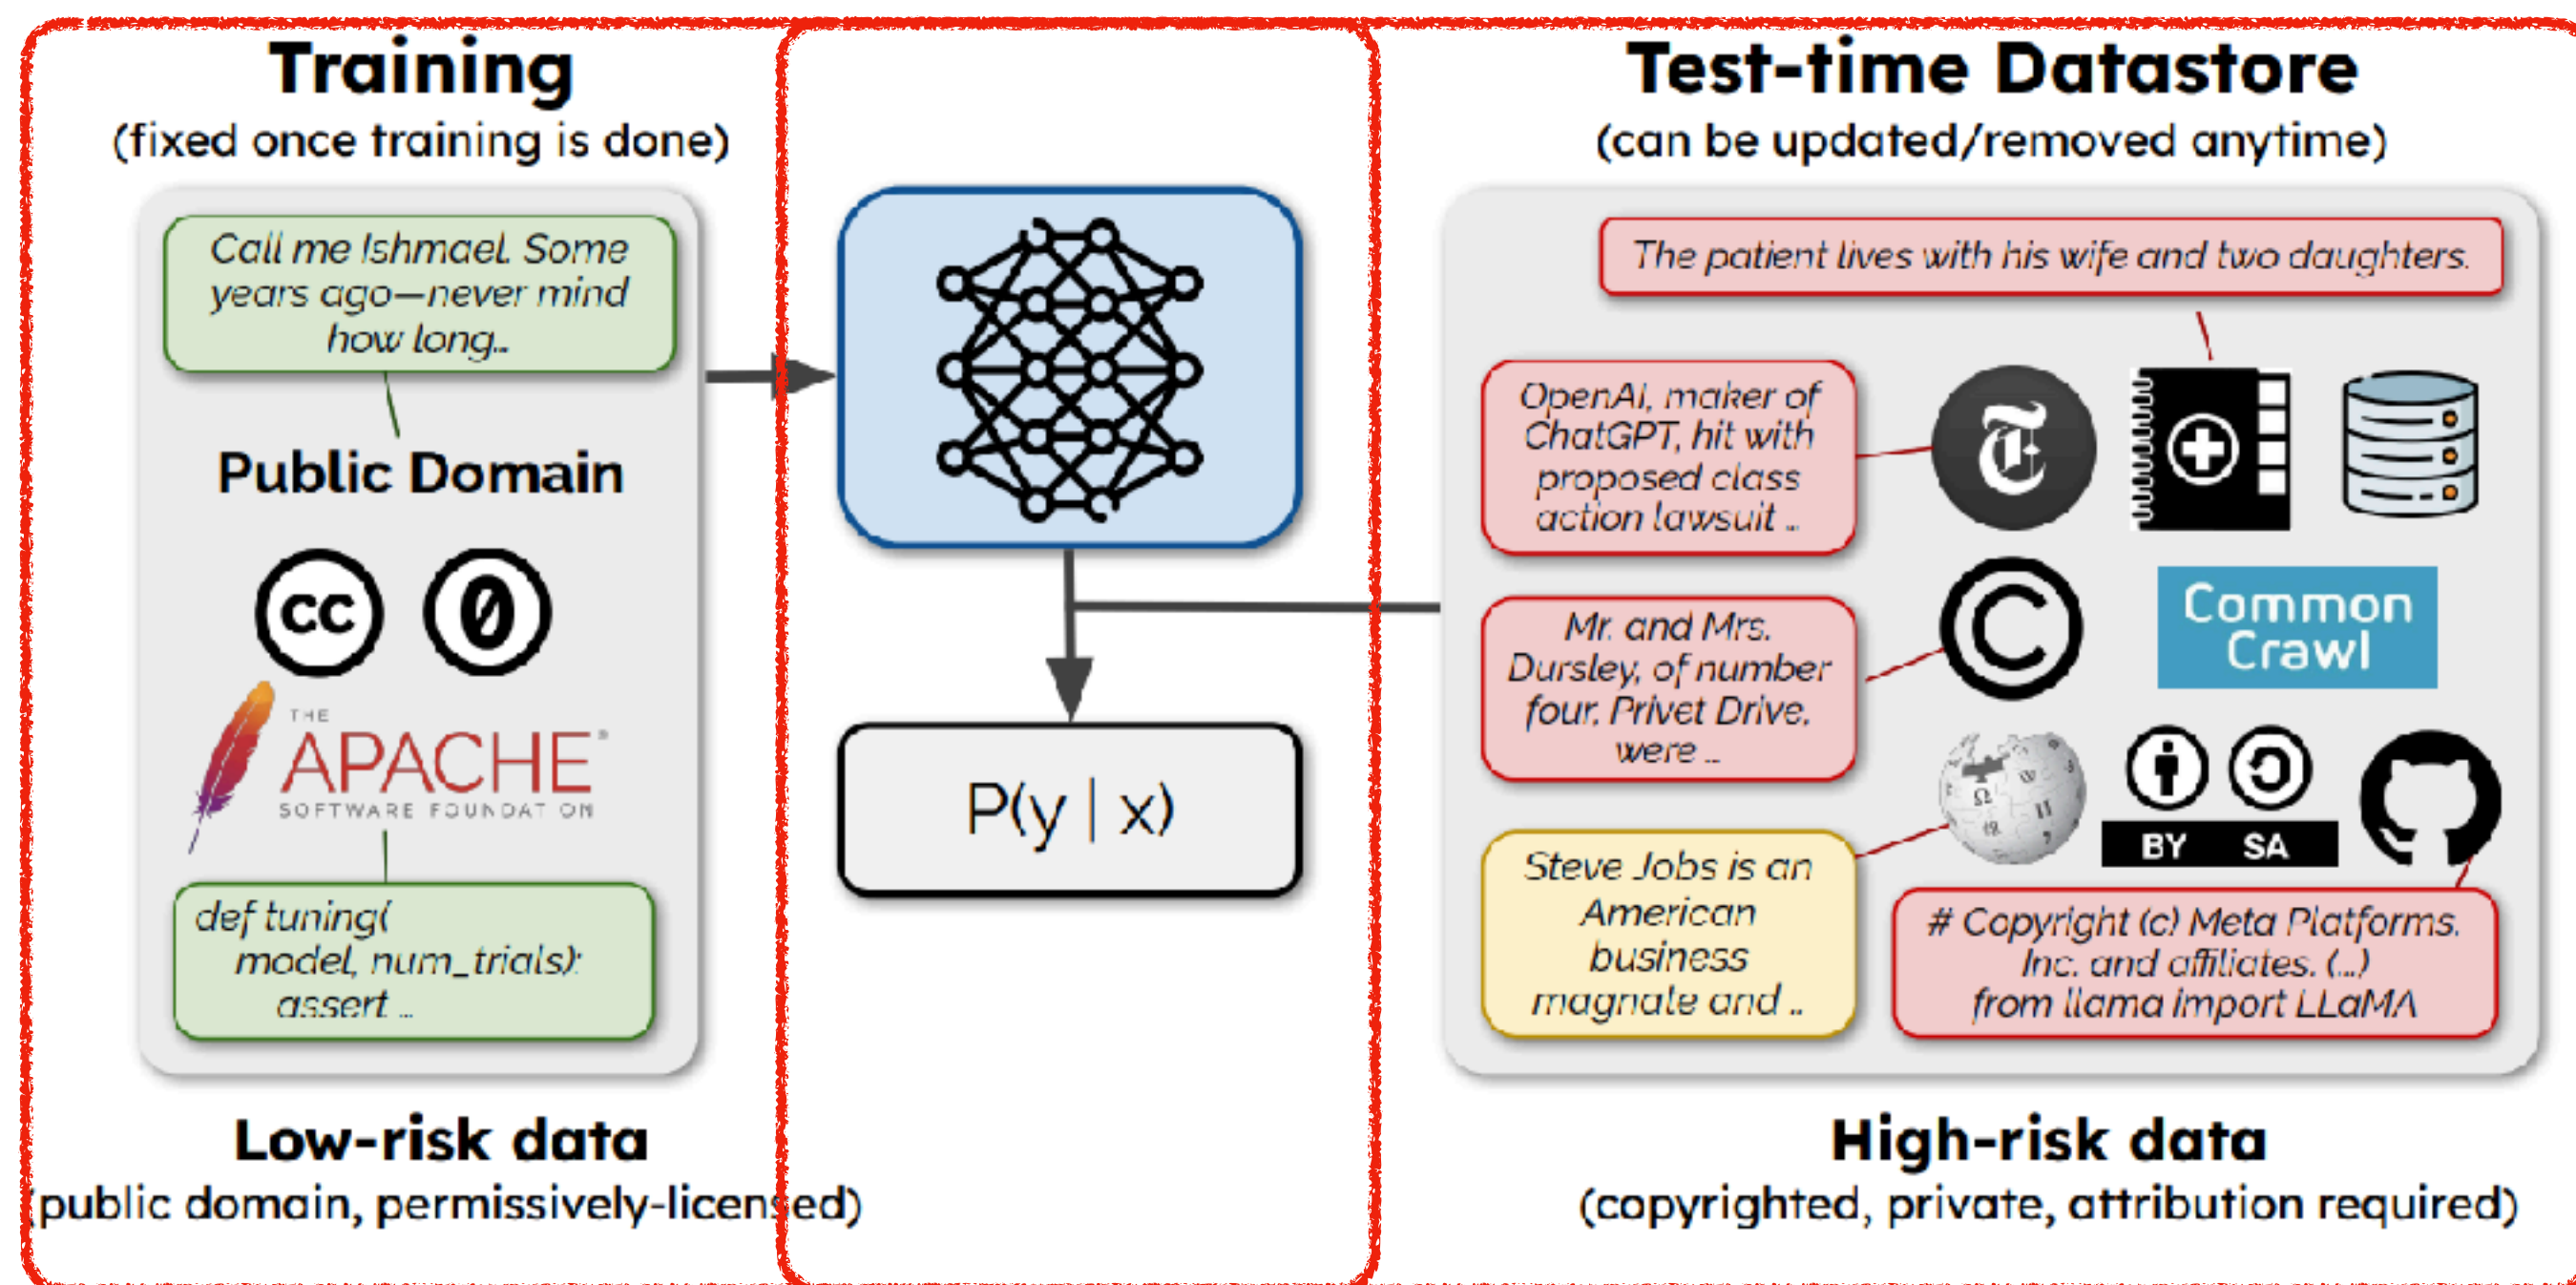 Training
(fixed once training is done)
Call me Ishmael. Some
years ago—never mind
how long...
Public Domain
cc
0
THE
APACHE®
SOFTWARE FOUNDAT ON
def tuning(
model, num_trials):
assert ...
Low-risk data
(public domain, permissively-licensed)
P(y | x)
Test-time Datastore
(can be updated/removed anytime)
The patient lives with his wife and two daughters.
OpenAI, maker of
ChatGPT, hit with
proposed class
action lawsuit ...
T
Mr. and Mrs.
Dursley, of number
four, Privet Drive,
were ...
C
Common
Crawl
Steve Jobs is an
American
business
magnate and ..
Ω
W
BY SA
# Copyright (c) Meta Platforms,
Inc. and affiliates. (...)
from llama import LLaMA
High-risk data
(copyrighted, private, attribution required)